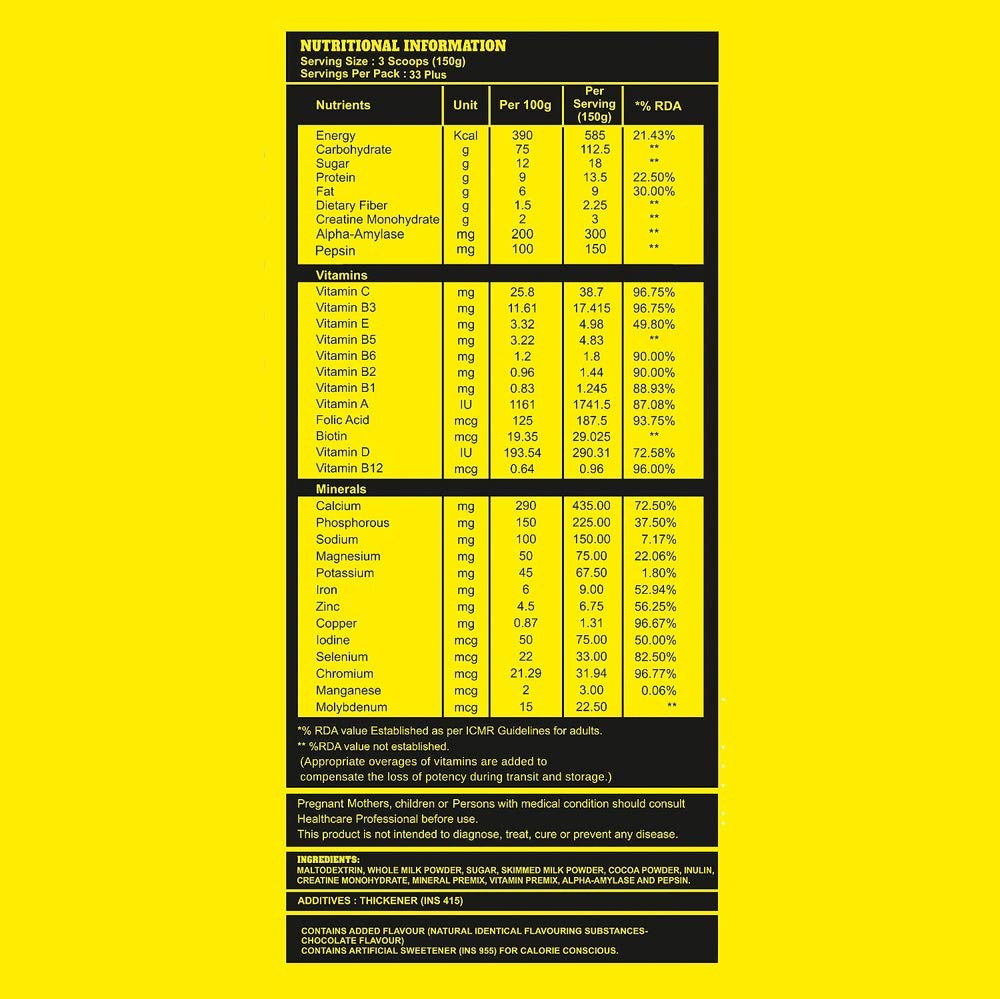 NUTRITIONAL INFORMATION
Serving Size : 3 Scoops (150g)
Servings Per Pack : 33 Plus
Nutrients Unit Per 100g Per Serving (150g) *% RDA
Energy Kcal 390 585 21.43%
Carbohydrate g 75 112.5 **
Sugar g 12 18 **
Protein g 9 13.5 22.50%
Fat g 6 9 30.00%
Dietary Fiber g 1.5 2.25 **
Creatine Monohydrate g 2 3 **
Alpha-Amylase mg 200 300 **
Pepsin mg 100 150 **
Vitamins
Vitamin C mg 25.8 38.7 96.75%
Vitamin B3 mg 11.61 17.415 96.75%
Vitamin E mg 3.32 4.98 49.80%
Vitamin B5 mg 3.22 4.83 **
Vitamin B6 mg 1.2 1.8 90.00%
Vitamin B2 mg 0.96 1.44 90.00%
Vitamin B1 mg 0.83 1.245 88.93%
Vitamin A IU 1161 1741.5 87.08%
Folic Acid mcg 125 187.5 93.75%
Biotin mcg 19.35 29.025 **
Vitamin D IU 193.54 290.31 72.58%
Vitamin B12 mcg 0.64 0.96 96.00%
Minerals
Calcium mg 290 435.00 72.50%
Phosphorous mg 150 225.00 37.50%
Sodium mg 100 150.00 7.17%
Magnesium mg 50 75.00 22.06%
Potassium mg 45 67.50 1.80%
Iron mg 6 9.00 52.94%
Zinc mg 4.5 6.75 56.25%
Copper mg 0.87 1.31 96.67%
Iodine mcg 50 75.00 50.00%
Selenium mcg 22 33.00 82.50%
Chromium mcg 21.29 31.94 96.77%
Manganese mcg 2 3.00 0.06%
Molybdenum mcg 15 22.50 **
*% RDA value Established as per ICMR Guidelines for adults.
** %RDA value not established.
(Appropriate overages of vitamins are added to
compensate the loss of potency during transit and storage.)
Pregnant Mothers, children or Persons with medical condition should consult
Healthcare Professional before use.
This product is not intended to diagnose, treat, cure or prevent any disease.
INGREDIENTS:
MALTODEXTRIN, WHOLE MILK POWDER, SUGAR, SKIMMED MILK POWDER, COCOA POWDER, INULIN,
CREATINE MONOHYDRATE, MINERAL PREMIX, VITAMIN PREMIX, ALPHA-AMYLASE AND PEPSIN.
ADDITIVES : THICKENER (INS 415)
CONTAINS ADDED FLAVOUR (NATURAL IDENTICAL FLAVOURING SUBSTANCES-
CHOCOLATE FLAVOUR)
CONTAINS ARTIFICIAL SWEETENER (INS 955) FOR CALORIE CONSCIOUS.